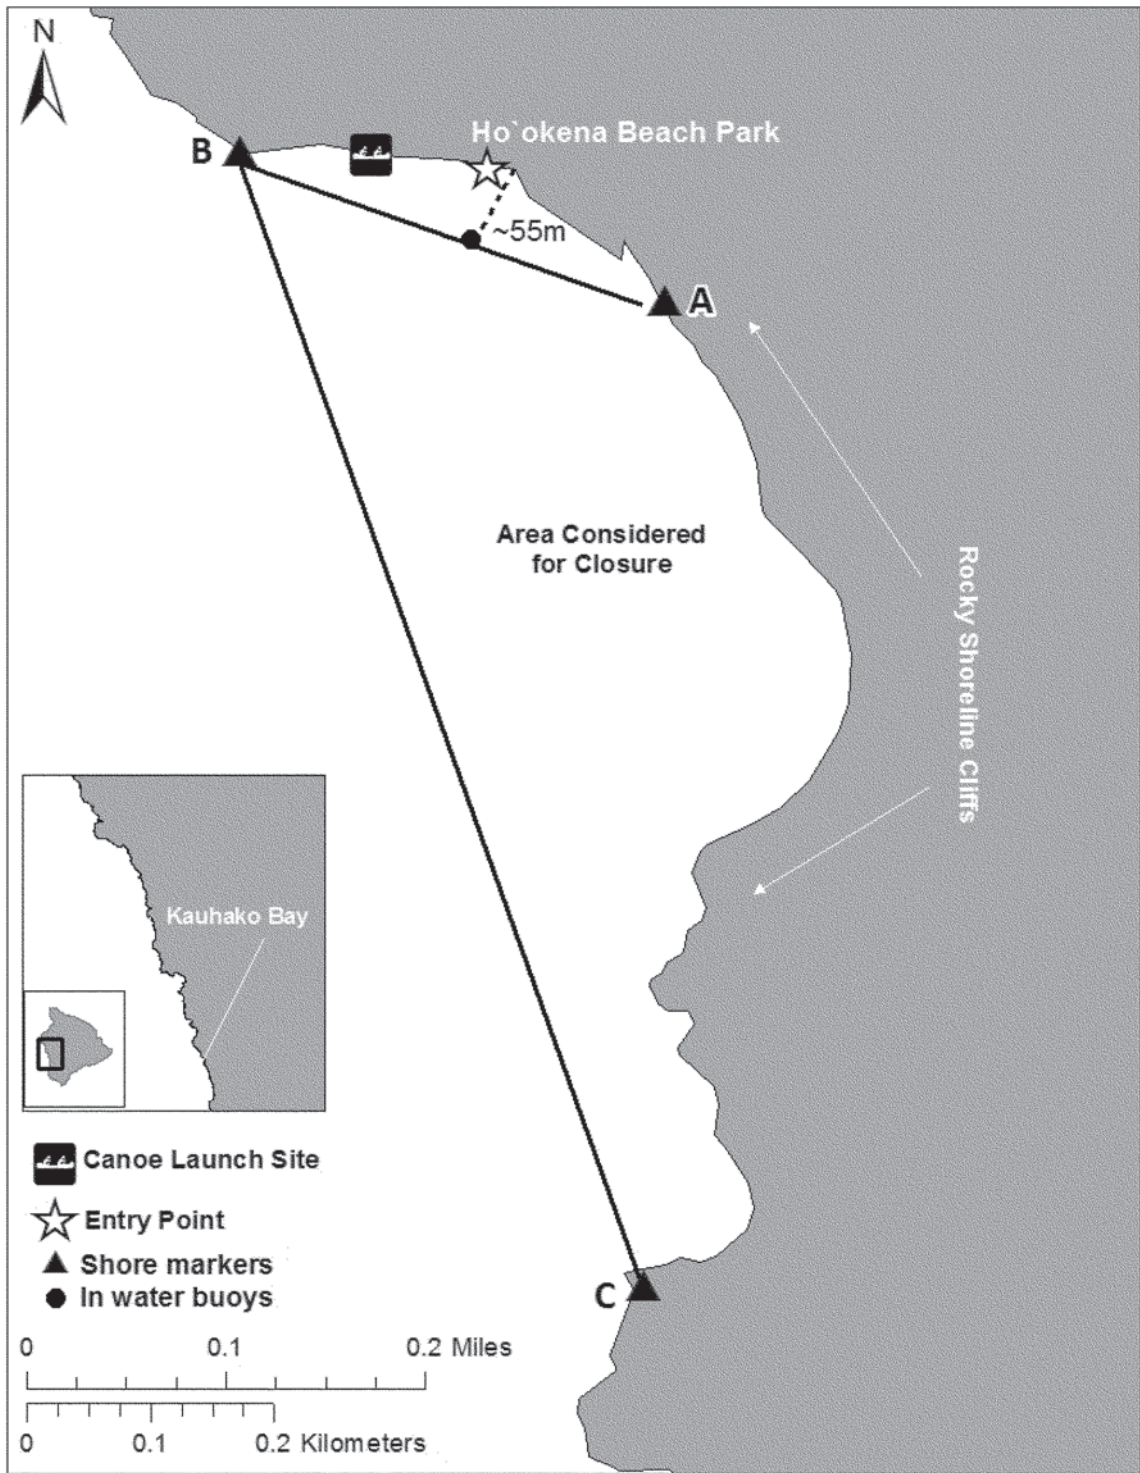 N
Ho`okena Beach Park
B
~55m
A
Area Considered
for Closure
Rocky Shoreline Cliffs
Kauhako Bay
Canoe Launch Site
Entry Point
Shore markers
In water buoys
C
0 0.1 0.2 Miles
0 0.1 0.2 Kilometers